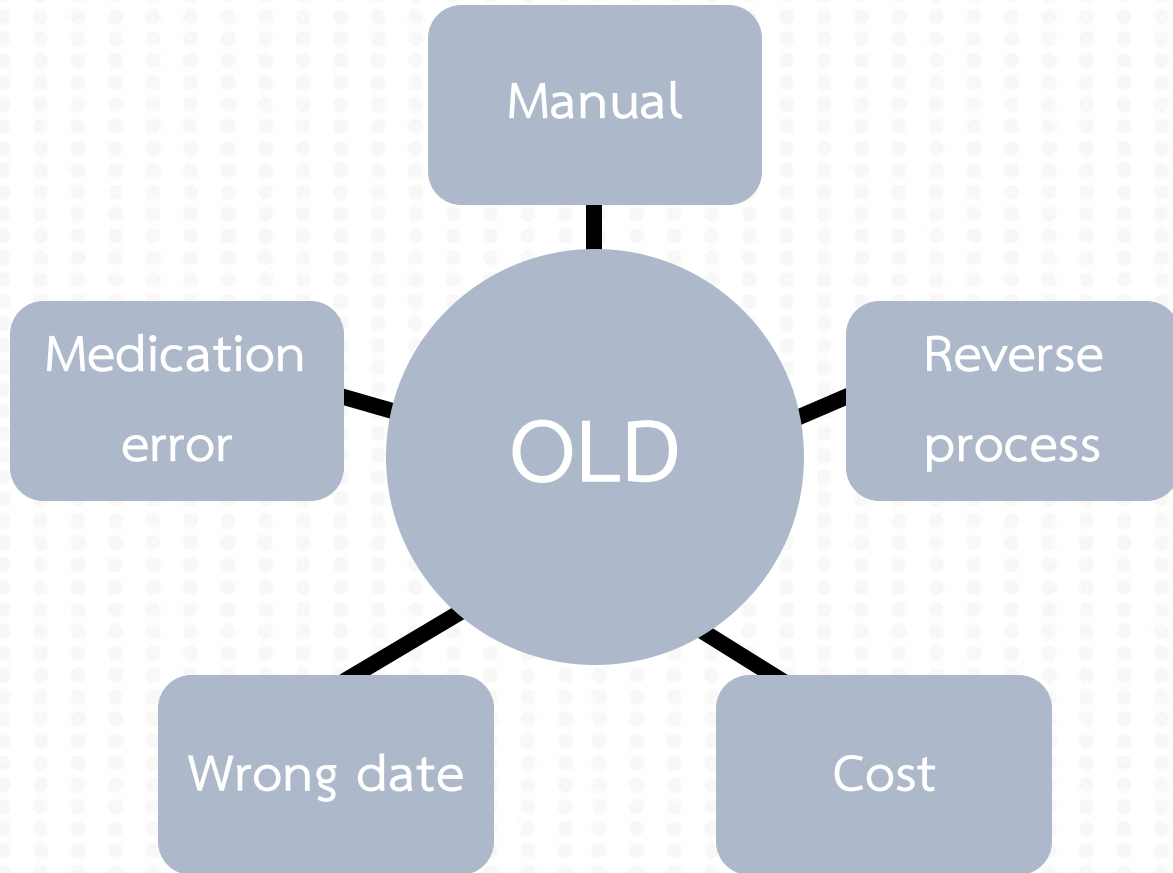 Manual
Medication
error
OLD
Reverse
process
Wrong date
Cost